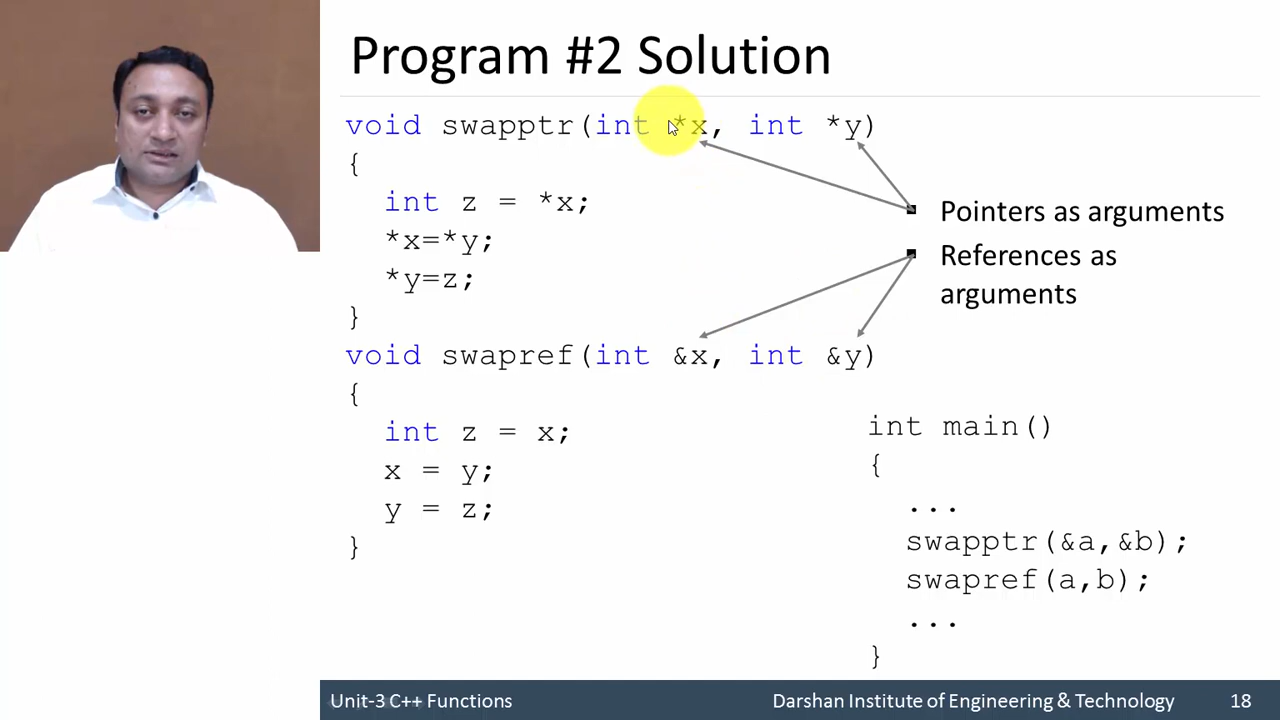 Program #2 Solution
void swapptr(int *x, int *y)
{
int z = *x;
*x=*y;
*y=z;
}
void swapref(int &x, int &y)
{
int z = x;
x = y;
y = z;
}
▪ Pointers as arguments
▪ References as
arguments
int main()
{
...
swapptr(&a,&b);
swapref(a,b);
...
}
Unit-3 C++ Functions
Darshan Institute of Engineering & Technology
18